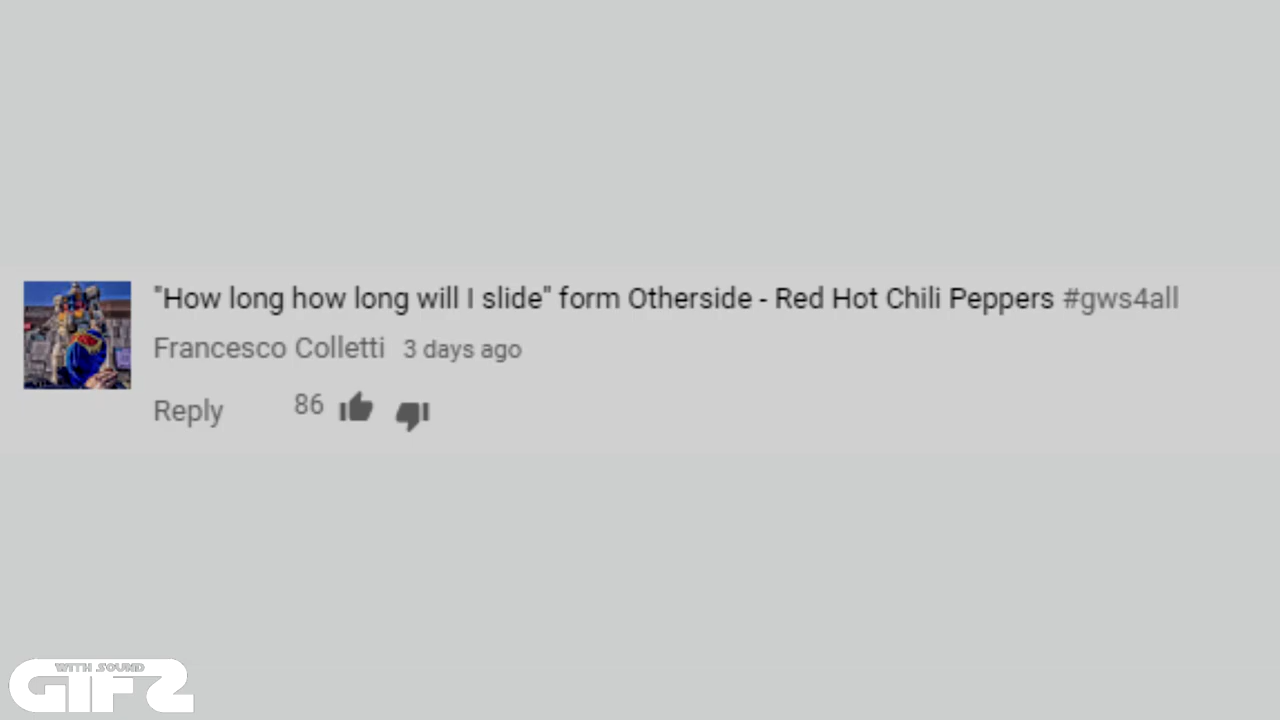 "How long how long will I slide" form Otherside - Red Hot Chili Peppers #gws4all
Francesco Colletti 3 days ago
Reply 86
WITH SOUND
GIFZ